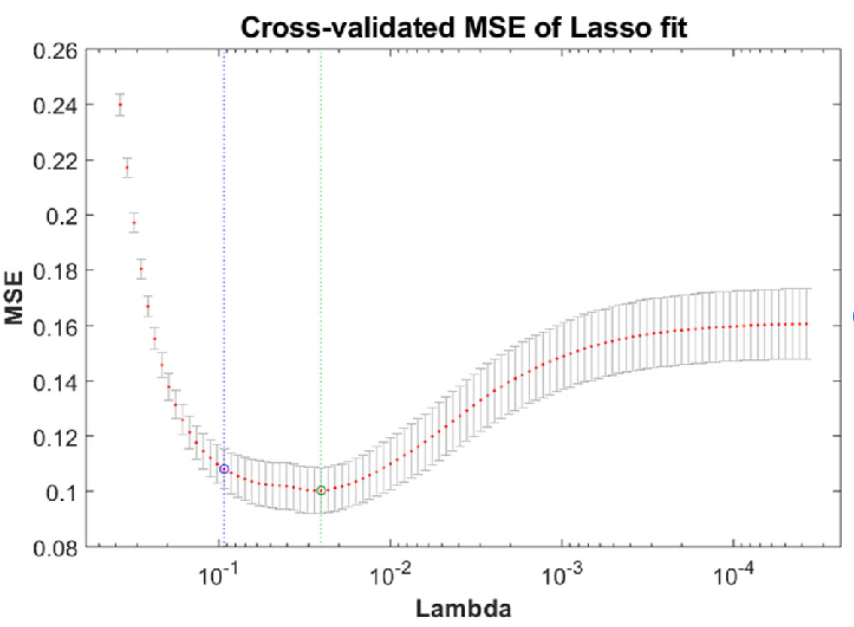 Cross-validated MSE of Lasso fit
0.26
0.24
0.22
0.2
0.18
0.16
0.14
0.12
0.1
0.08
MSE
10⁻¹ 10⁻² 10⁻³ 10⁻⁴
Lambda